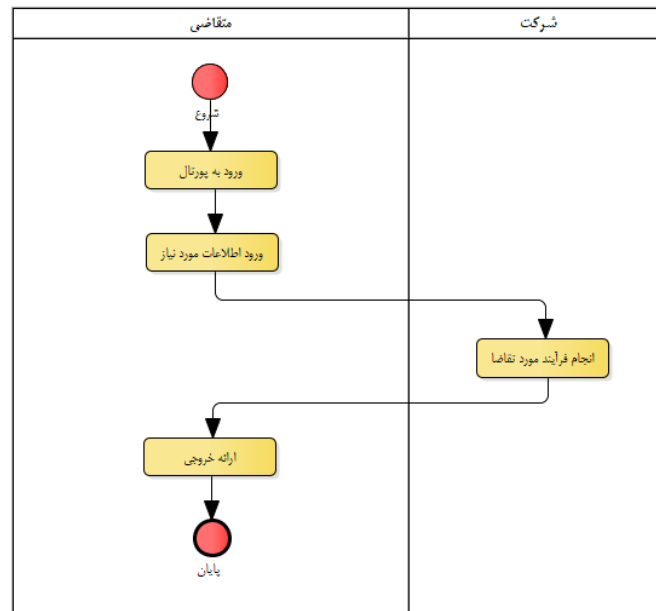 شرکت
متقاضی
شروع
ورود به پورتال
ورود اطلاعات مورد نیاز
انجام فرآیند مورد تقاضا
ارائه خروجی
پایان